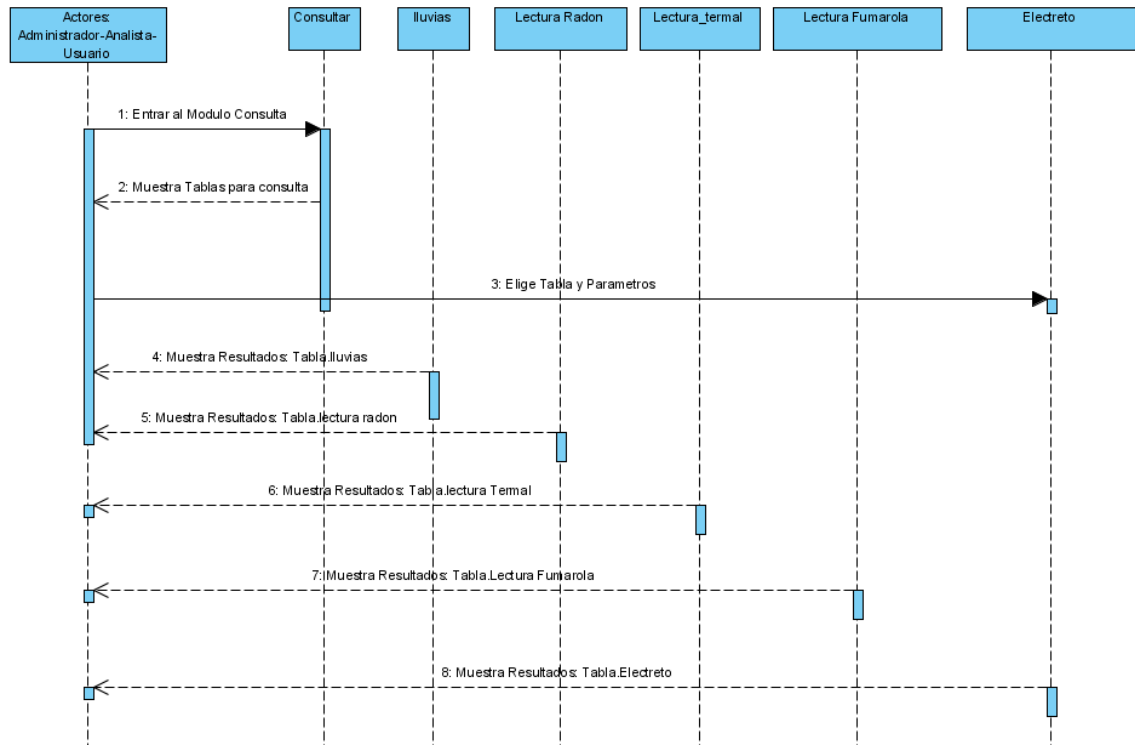 Actores:
Administrador-Analista-
Usuario
Consultar
lluvias
Lectura Radon
Lectura_termal
Lectura Fumarola
Electreto
1: Entrar al Modulo Consulta
2: Muestra Tablas para consulta
3: Elige Tabla y Parametros
4: Muestra Resultados: Tabla.lluvias
5: Muestra Resultados: Tabla.lectura radon
6: Muestra Resultados: Tabla.lectura Termal
7: Muestra Resultados: Tabla.Lectura Fumarola
8: Muestra Resultados: Tabla.Electreto